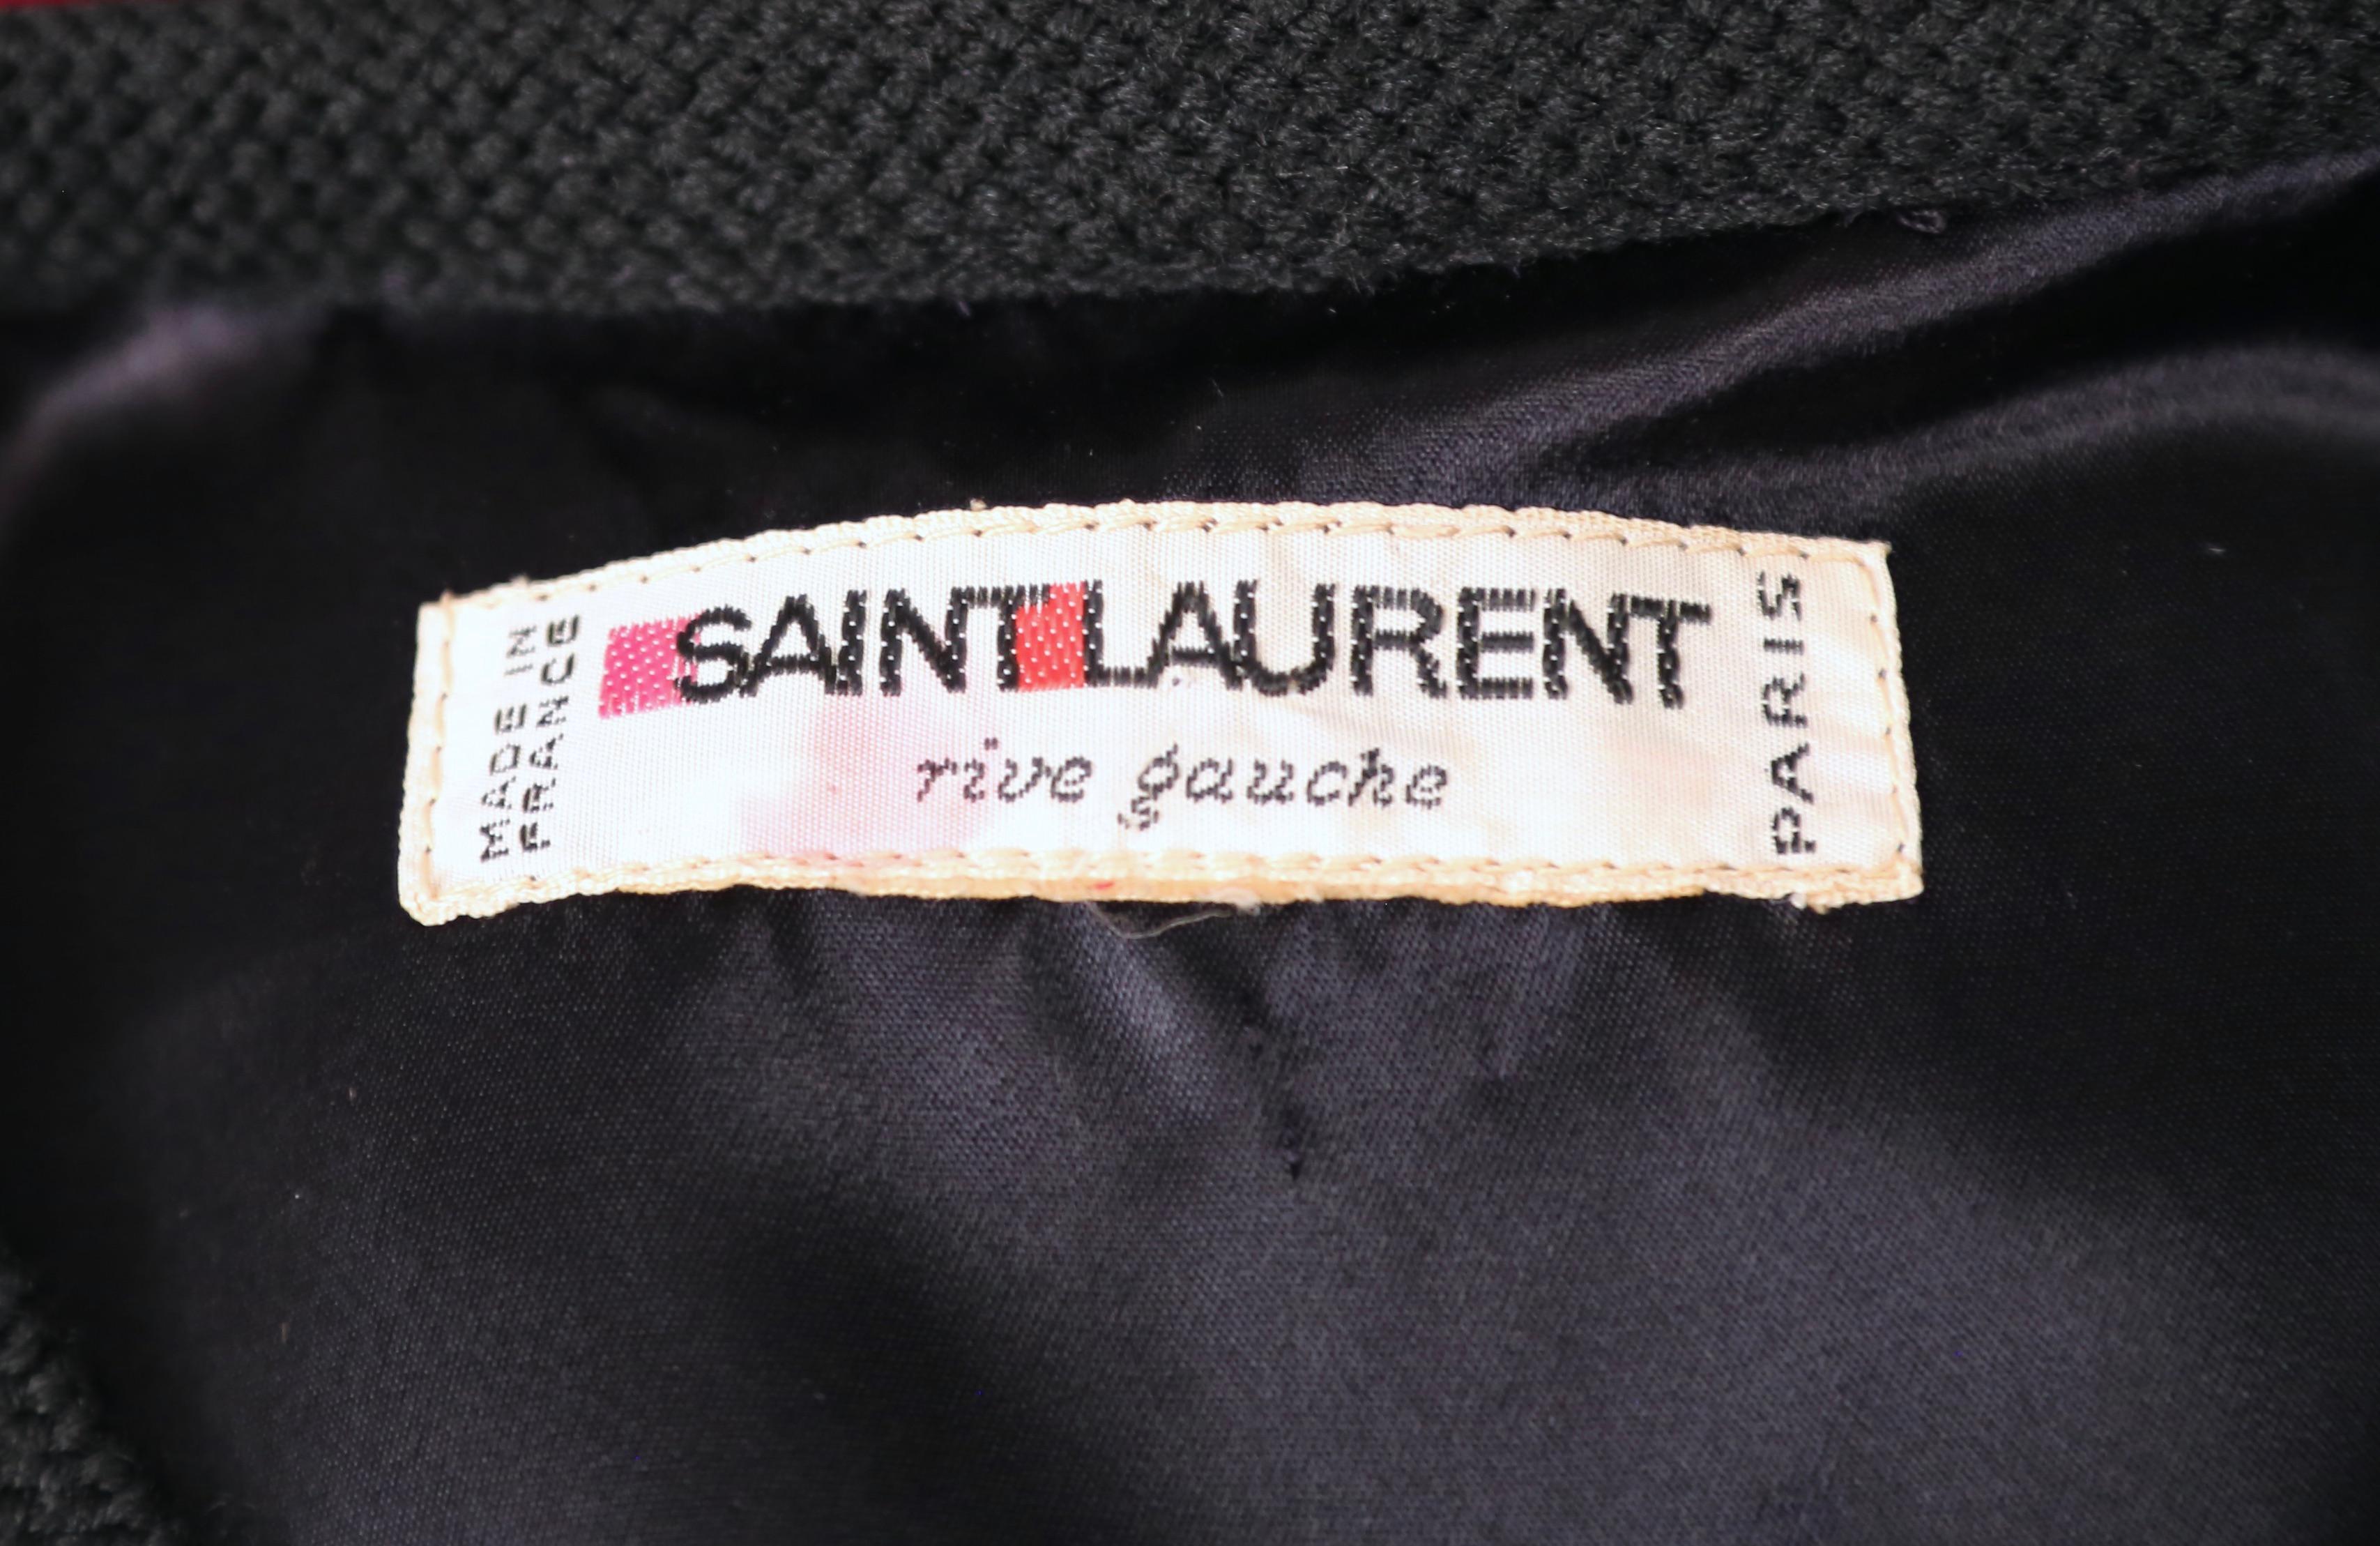 MADE IN
FRANCE
SAINT LAURENT
rive gauche
PARIS